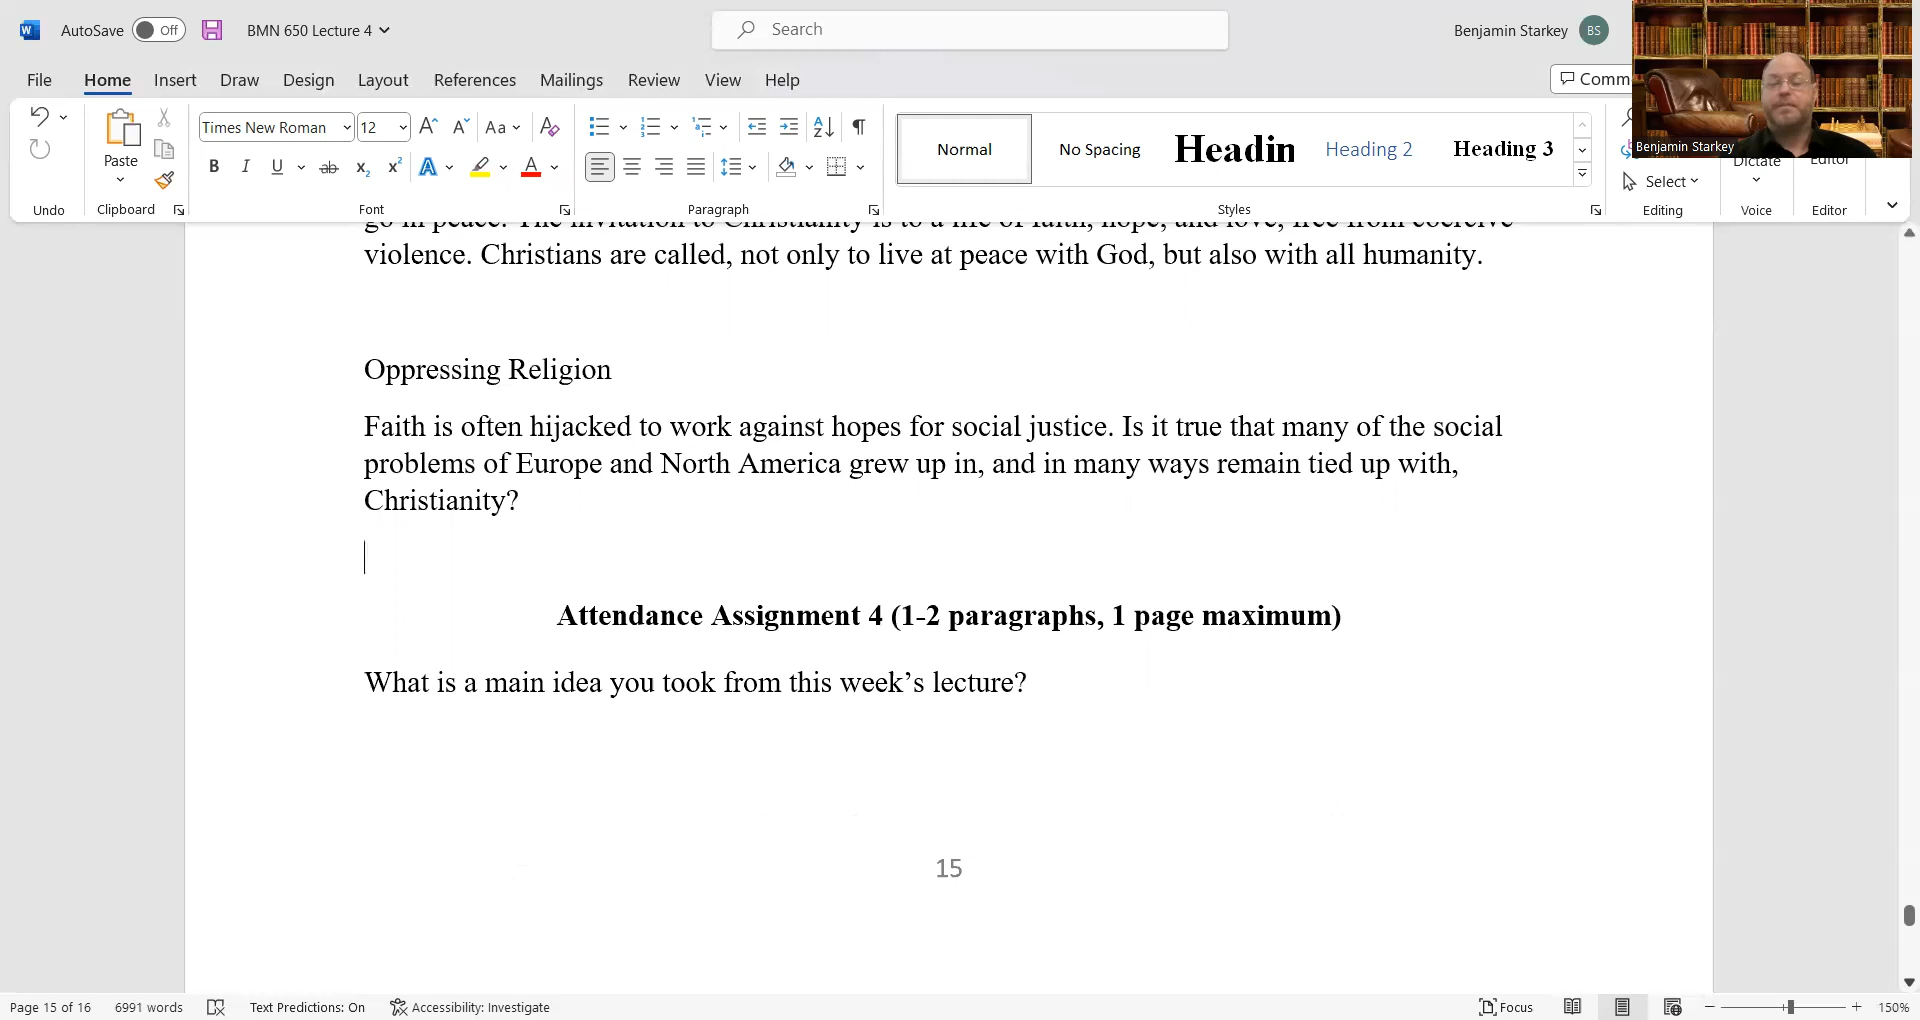 AutoSave Off BMN 650 Lecture 4 Search Benjamin Starkey BS
File Home Insert Draw Design Layout References Mailings Review View Help Comm
Times New Roman 12 Aa
Paste
Normal No Spacing Headin Heading 2 Heading 3
Benjamin Starkey
Dictate Editor
Select
Undo Clipboard Font Paragraph Styles Editing Voice Editor
go in peace. The invitation to Christianity is to a life of faith, hope, and love, free from coercive
violence. Christians are called, not only to live at peace with God, but also with all humanity.
Oppressing Religion
Faith is often hijacked to work against hopes for social justice. Is it true that many of the social
problems of Europe and North America grew up in, and in many ways remain tied up with,
Christianity?
Attendance Assignment 4 (1-2 paragraphs, 1 page maximum)
What is a main idea you took from this week’s lecture?
15
Page 15 of 16 6991 words Text Predictions: On Accessibility: Investigate Focus 150%